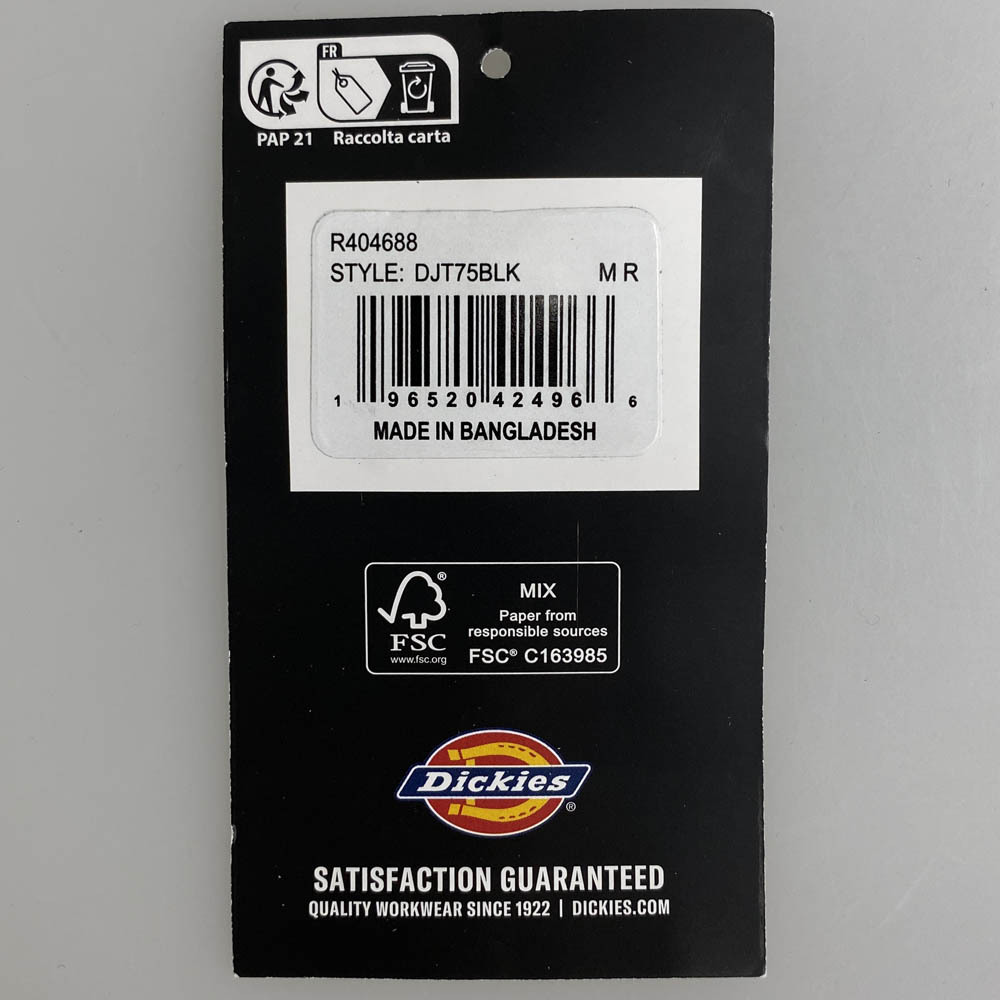 FR
PAP 21 Raccolta carta
R404688
STYLE: DJT75BLK M R
1 96520 42496 6
MADE IN BANGLADESH
FSC®
www.fsc.org
MIX
Paper from
responsible sources
FSC® C163985
Dickies®
SATISFACTION GUARANTEED
QUALITY WORKWEAR SINCE 1922 | DICKIES.COM